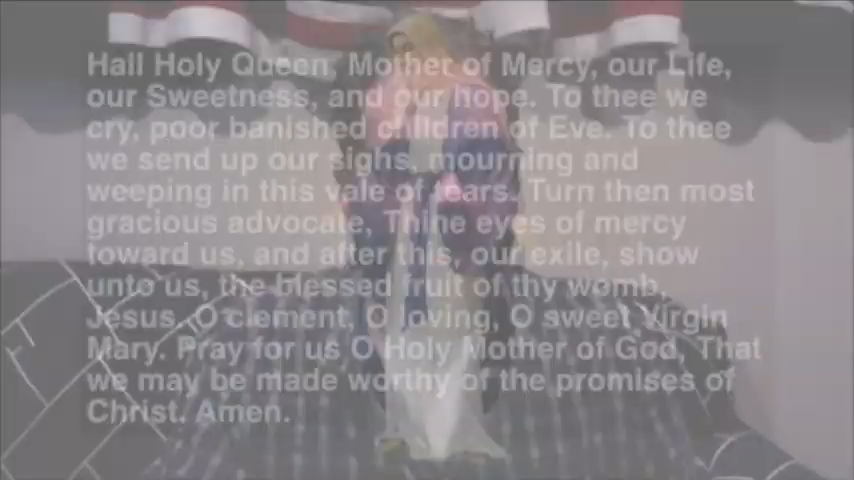 Hail Holy Queen, Mother of Mercy, our Life,
our Sweetness, and our hope. To thee we
cry, poor banished children of Eve. To thee
we send up our sighs, mourning and
weeping in this vale of tears. Turn then most
gracious advocate, Thine eyes of mercy
toward us, and after this, our exile, show
unto us, the blessed fruit of thy womb,
Jesus. O clement, O loving, O sweet Virgin
Mary. Pray for us O Holy Mother of God, That
we may be made worthy of the promises of
Christ. Amen.